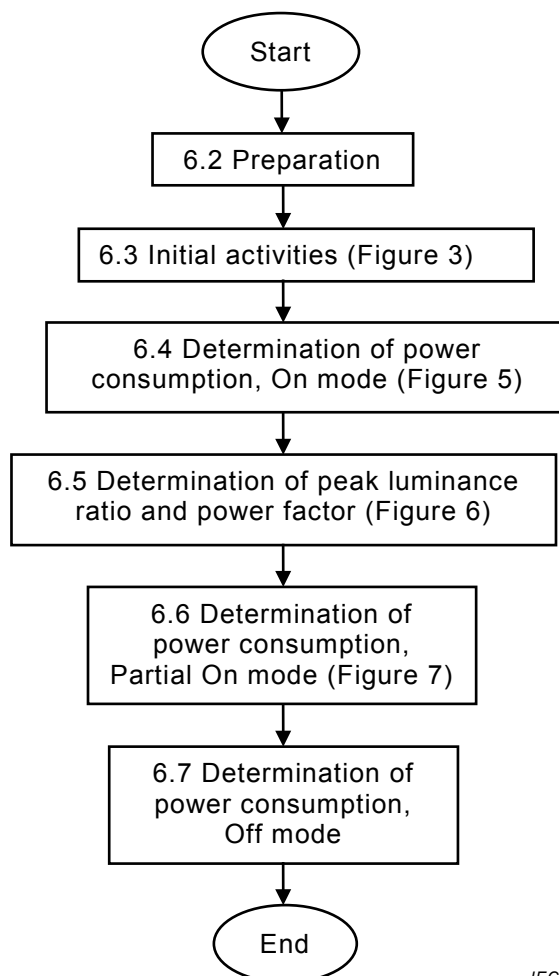 Start
6.2 Preparation
6.3 Initial activities (Figure 3)
6.4 Determination of power
consumption, On mode (Figure 5)
6.5 Determination of peak luminance
ratio and power factor (Figure 6)
6.6 Determination of
power consumption,
Partial On mode (Figure 7)
6.7 Determination of
power consumption,
Off mode
End